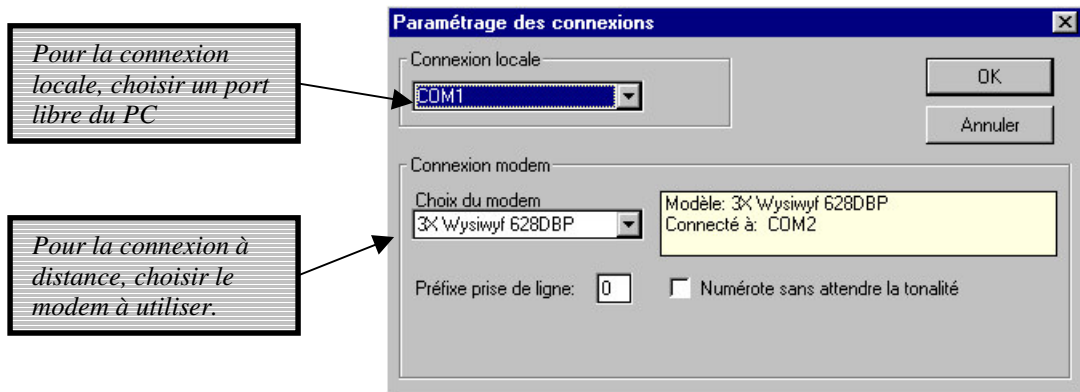 Pour la connexion
locale, choisir un port
libre du PC
Pour la connexion à
distance, choisir le
modem à utiliser.
Paramétrage des connexions
Connexion locale
COM1
OK
Annuler
Connexion modem
Choix du modem
3X Wysiwyf 628DBP
Modèle: 3X Wysiwyf 628DBP
Connecté à: COM2
Préfixe prise de ligne: 0
Numérote sans attendre la tonalité